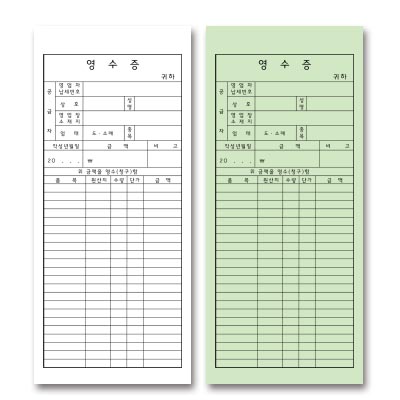 영 수 증
귀하
공 급 자
영 업 자
납세번호
상 호
성 명
영 업 장
소 재 지
업 태
도 · 소매
종 목
작성년월일 금 액 비 고
20 . . . ₩
위 금액을 영수(청구)함
품 목 원산지 수량 단가 금 액
영 수 증
귀하
공 급 자
영 업 자
납세번호
상 호
성 명
영 업 장
소 재 지
업 태
도 · 소매
종 목
작성년월일 금 액 비 고
20 . . . ₩
위 금액을 영수(청구)함
품 목 원산지 수량 단가 금 액